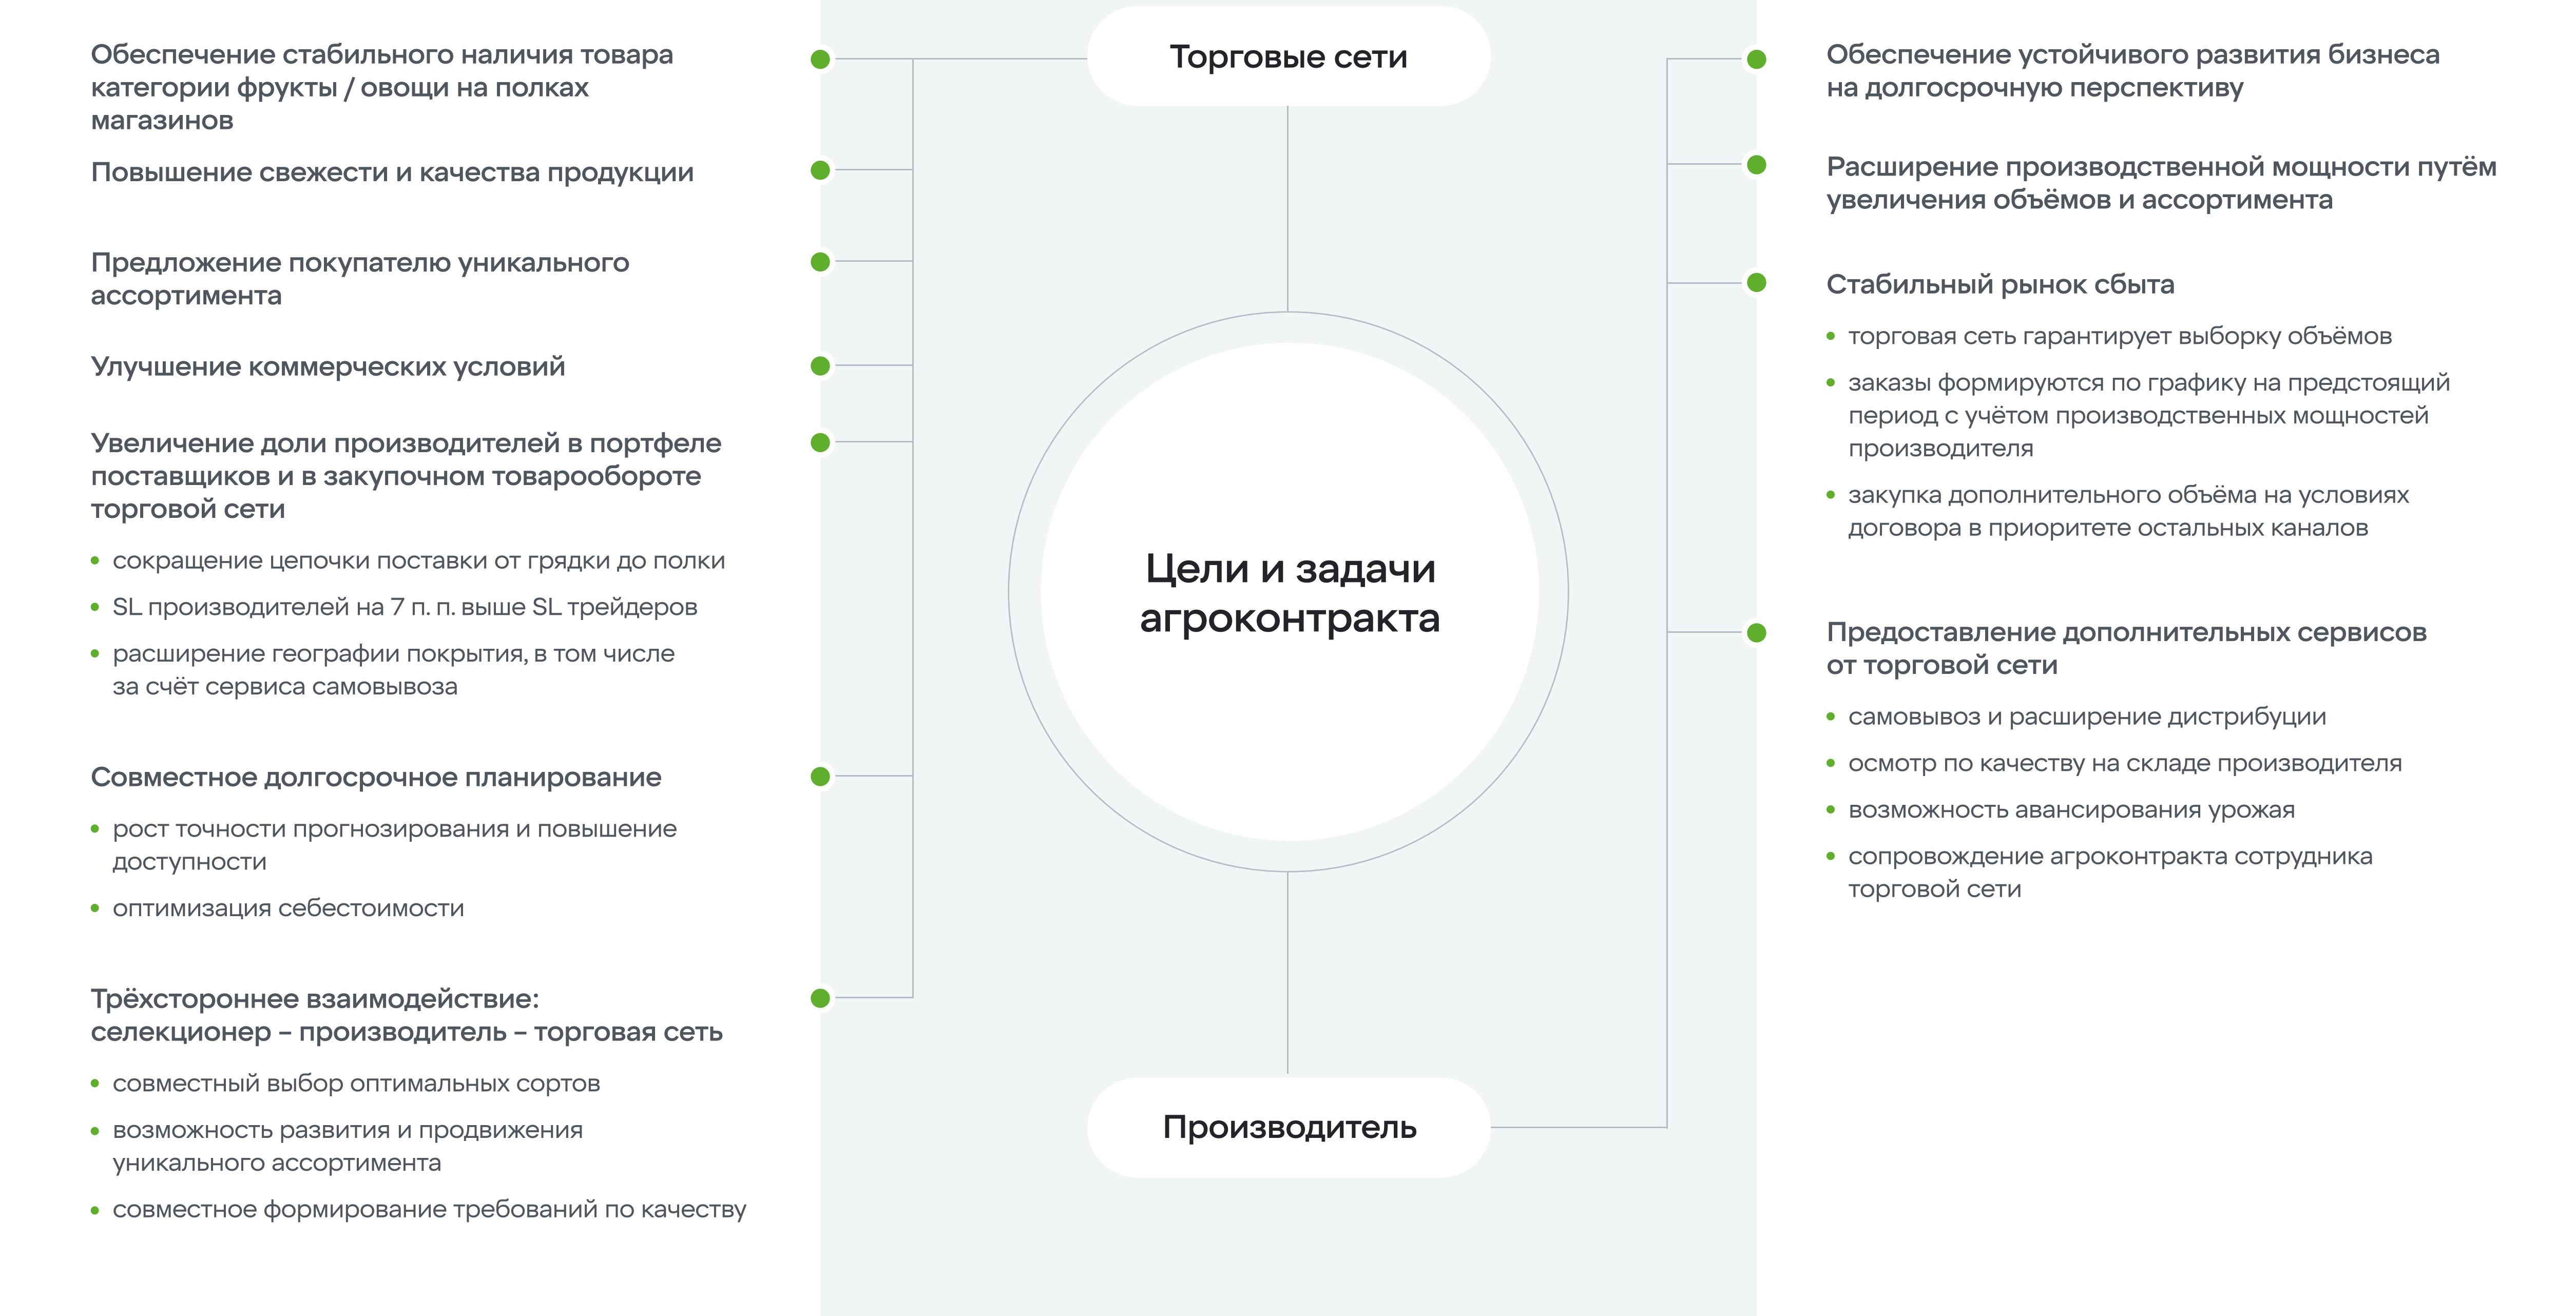 Обеспечение стабильного наличия товара
категории фрукты / овощи на полках
магазинов
Повышение свежести и качества продукции
Предложение покупателю уникального
ассортимента
Улучшение коммерческих условий
Увеличение доли производителей в портфеле
поставщиков и в закупочном товарообороте
торговой сети
сокращение цепочки поставки от грядки до полки
SL производителей на 7 п. п. выше SL трейдеров
расширение географии покрытия, в том числе
за счёт сервиса самовывоза
Совместное долгосрочное планирование
рост точности прогнозирования и повышение
доступности
оптимизация себестоимости
Трёхстороннее взаимодействие:
селекционер – производитель – торговая сеть
совместный выбор оптимальных сортов
возможность развития и продвижения
уникального ассортимента
совместное формирование требований по качеству
Торговые сети
Цели и задачи
агроконтракта
Производитель
Обеспечение устойчивого развития бизнеса
на долгосрочную перспективу
Расширение производственной мощности путём
увеличения объёмов и ассортимента
Стабильный рынок сбыта
торговая сеть гарантирует выборку объёмов
заказы формируются по графику на предстоящий
период с учётом производственных мощностей
производителя
закупка дополнительного объёма на условиях
договора в приоритете остальных каналов
Предоставление дополнительных сервисов
от торговой сети
самовывоз и расширение дистрибуции
осмотр по качеству на складе производителя
возможность авансирования урожая
сопровождение агроконтракта сотрудника
торговой сети